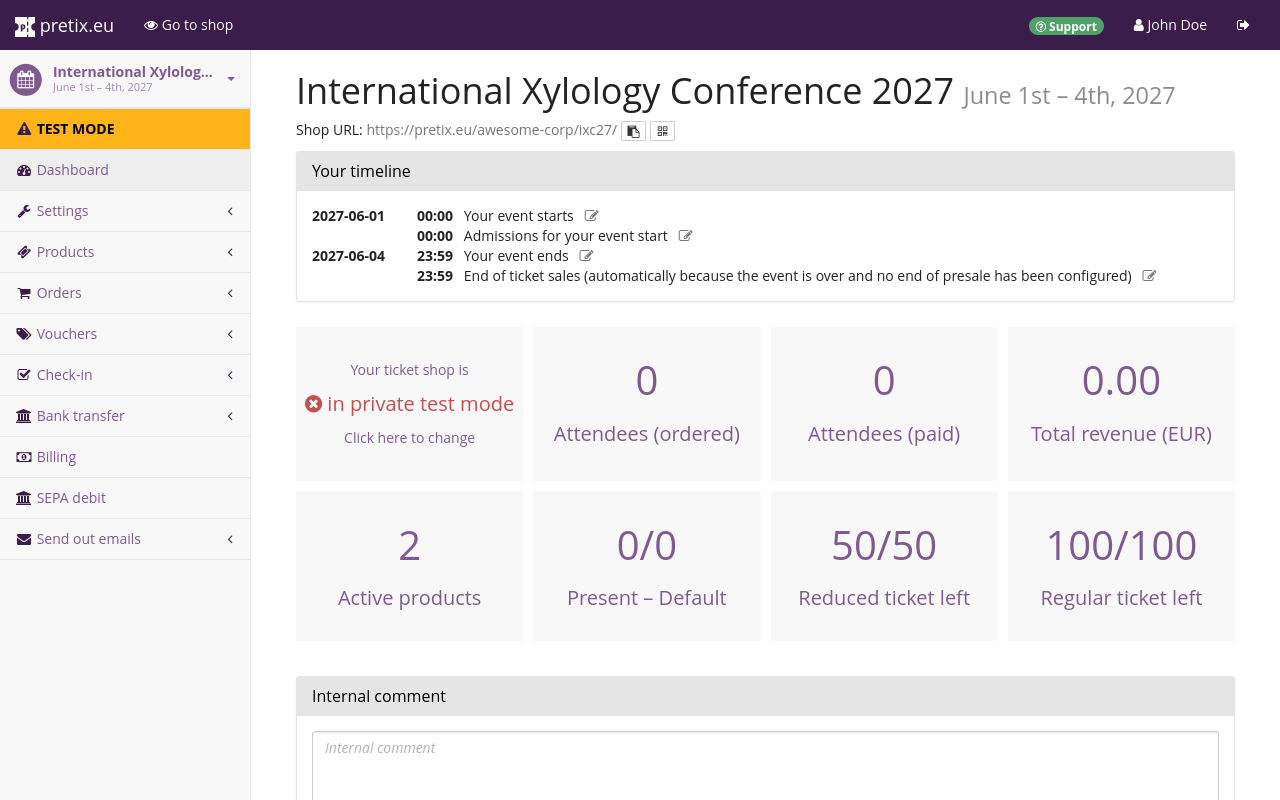 pretix.eu
Go to shop
Support
John Doe
International Xylolog...
June 1st – 4th, 2027
TEST MODE
Dashboard
Settings
Products
Orders
Vouchers
Check-in
Bank transfer
Billing
SEPA debit
Send out emails
International Xylology Conference 2027 June 1st – 4th, 2027
Shop URL: https://pretix.eu/awesome-corp/ixc27/
Your timeline
2027-06-01 00:00 Your event starts
00:00 Admissions for your event start
2027-06-04 23:59 Your event ends
23:59 End of ticket sales (automatically because the event is over and no end of presale has been configured)
Your ticket shop is
in private test mode
Click here to change
0
Attendees (ordered)
0
Attendees (paid)
0.00
Total revenue (EUR)
2
Active products
0/0
Present – Default
50/50
Reduced ticket left
100/100
Regular ticket left
Internal comment
Internal comment